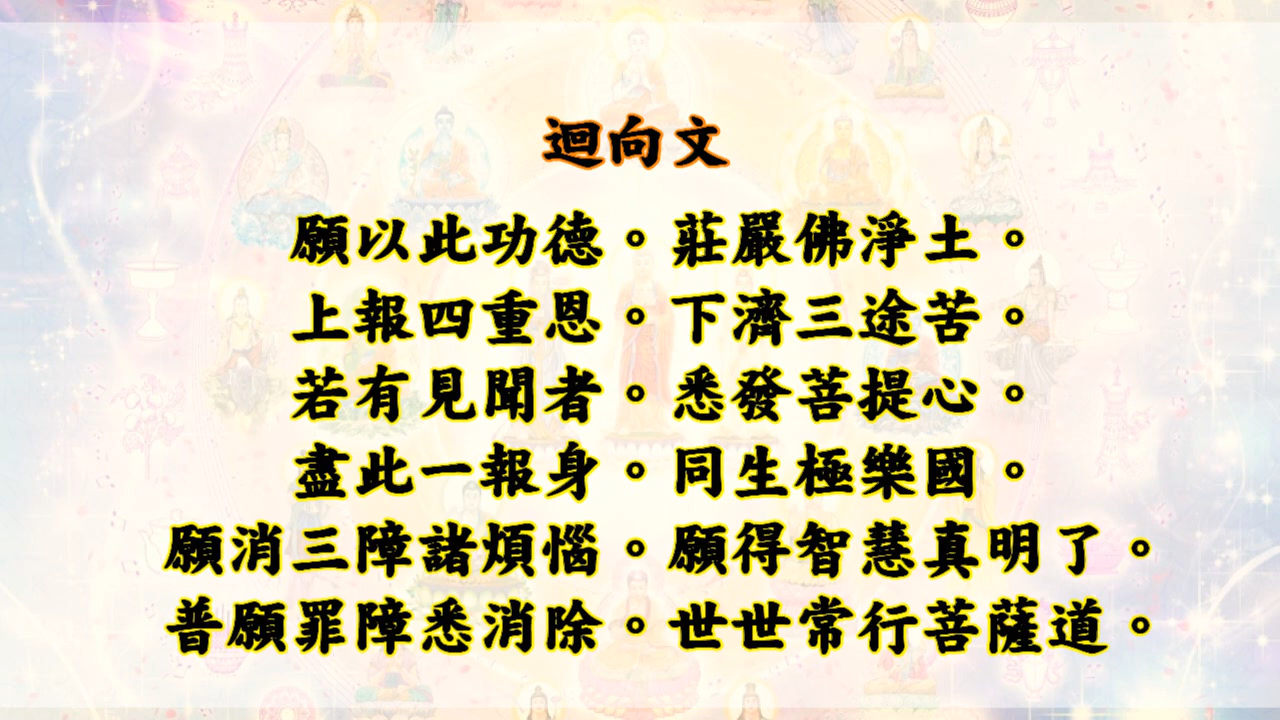 迴向文
願以此功德。莊嚴佛淨土。
上報四重恩。下濟三途苦。
若有見聞者。悉發菩提心。
盡此一報身。同生極樂國。
願消三障諸煩惱。願得智慧真明了。
普願罪障悉消除。世世常行菩薩道。